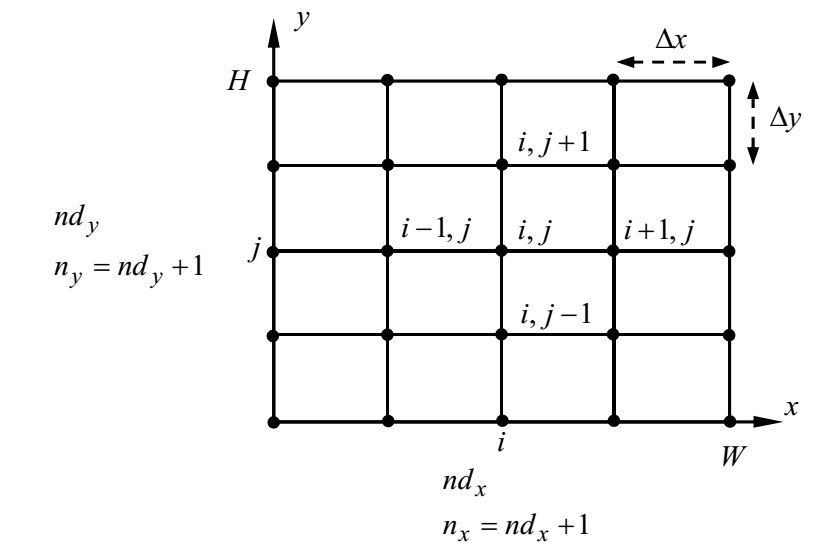 y
Δx
H
Δy
i, j+1
nd_y
i−1, j
i, j
i+1, j
j
n_y = nd_y +1
i, j−1
x
i
W
nd_x
n_x = nd_x +1